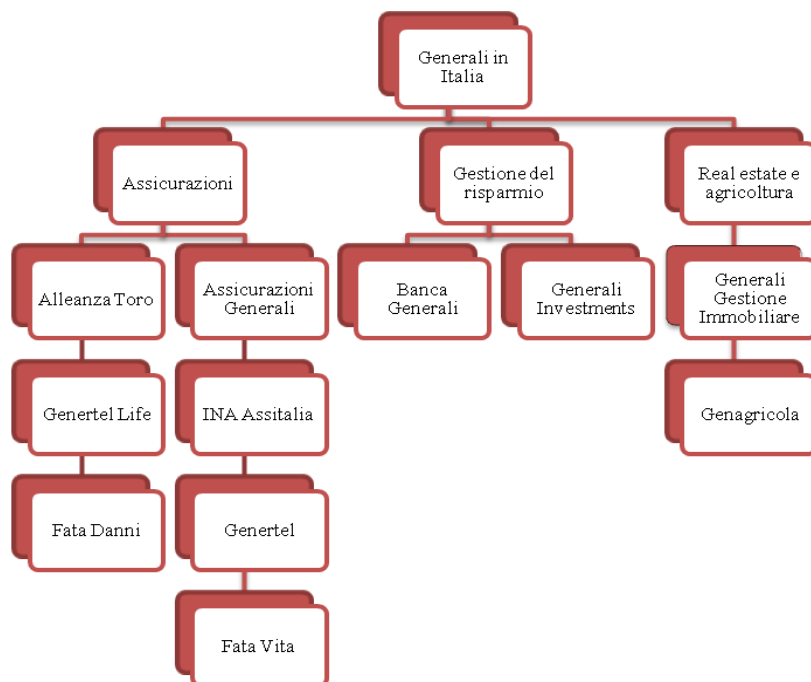 Generali in
Italia
Assicurazioni
Gestione del
risparmio
Real estate e
agricoltura
Alleanza Toro
Assicurazioni
Generali
Banca
Generali
Generali
Investments
Generali
Gestione
Immobiliare
Genertel Life
INA Assitalia
Genagricola
Fata Danni
Genertel
Fata Vita